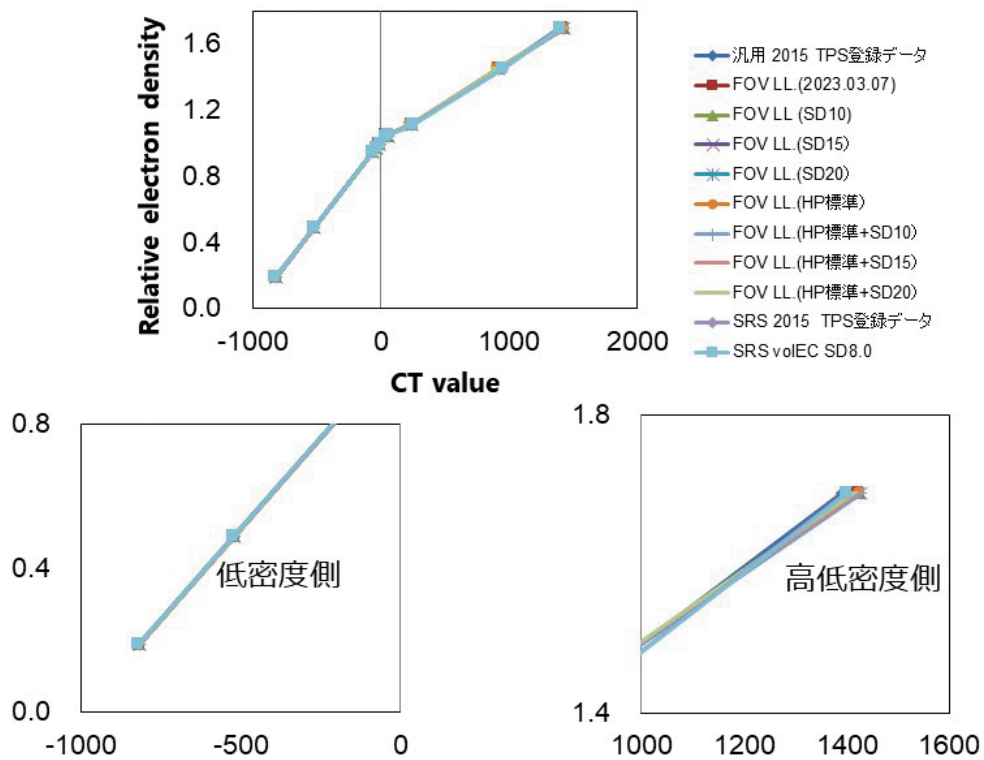 1.6
1.2
0.8
0.4
0.0
Relative electron density
-1000
0
1000
2000
CT value
汎用 2015 TPS登録データ
FOV LL.(2023.03.07)
FOV LL (SD10)
FOV LL.(SD15)
FOV LL.(SD20)
FOV LL.(HP標準)
FOV LL.(HP標準+SD10)
FOV LL.(HP標準+SD15)
FOV LL.(HP標準+SD20)
SRS 2015 TPS登録データ
SRS volEC SD8.0
0.8
0.4
0.0
-1000
-500
0
低密度側
1.8
1.4
1000
1200
1400
1600
高低密度側